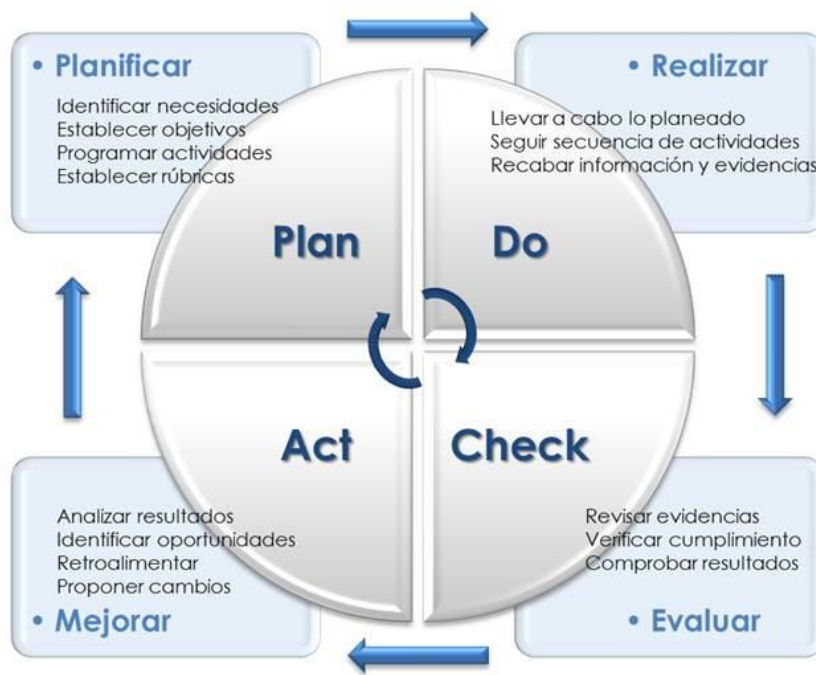 • Planificar
Identificar necesidades
Establecer objetivos
Programar actividades
Establecer rúbricas
• Realizar
Llevar a cabo lo planeado
Seguir secuencia de actividades
Recabar información y evidencias
Plan
Do
Act
Check
Analizar resultados
Identificar oportunidades
Retroalimentar
Proponer cambios
• Mejorar
Revisar evidencias
Verificar cumplimiento
Comprobar resultados
• Evaluar